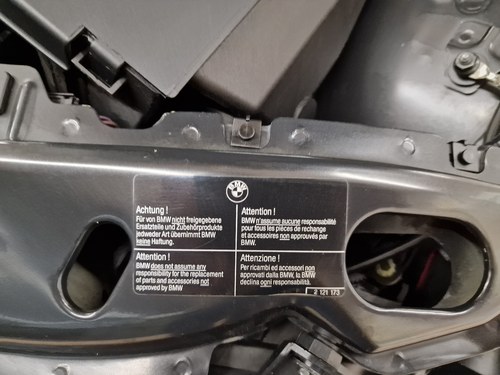 BMW
Achtung !
Für von BMW nicht freigegebene
Ersatzteile und Zubehörprodukte
jedweder Art übernimmt BMW
keine Haftung.
Attention !
BMW n'assume aucune responsabilité
pour tous les pièces de rechange
et accessoires non approuvés par
BMW.
Attention !
BMW does not assume any
responsibility for the replacement
of parts and accessories not
approved by BMW
Attenzione !
Per ricambi ed accessori non
approvati dalla BMW, la BMW
declina ogni responsabilità.
2 121 173